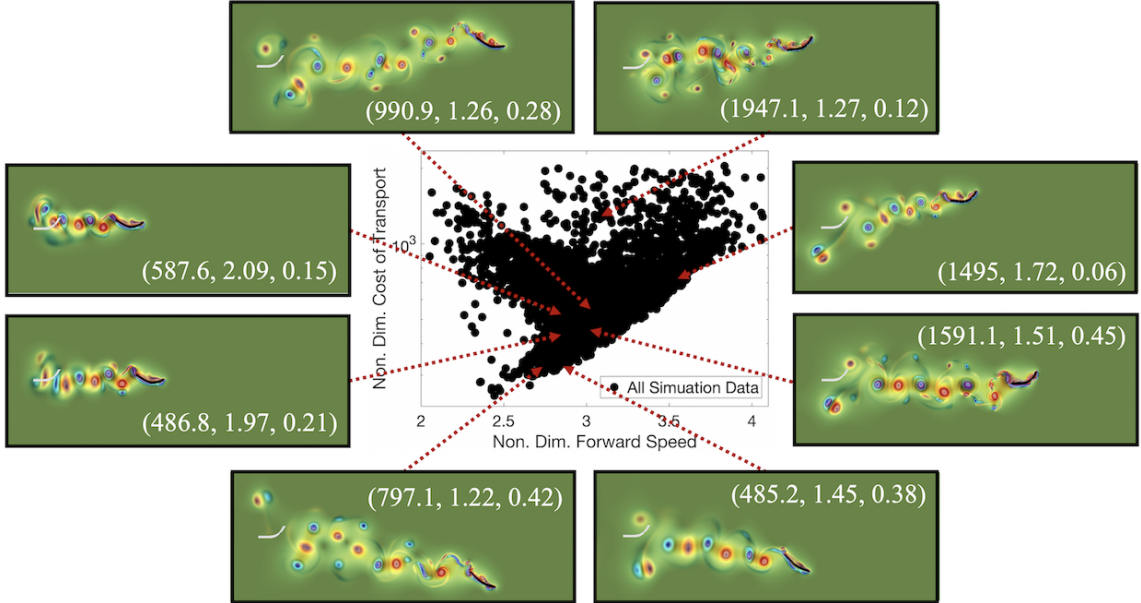 (990.9, 1.26, 0.28)
(1947.1, 1.27, 0.12)
(587.6, 2.09, 0.15)
(1495, 1.72, 0.06)
(486.8, 1.97, 0.21)
(1591.1, 1.51, 0.45)
Non. Dim. Cost of Transport
10³
All Simuation Data
2 2.5 3 3.5 4
Non. Dim. Forward Speed
(797.1, 1.22, 0.42)
(485.2, 1.45, 0.38)